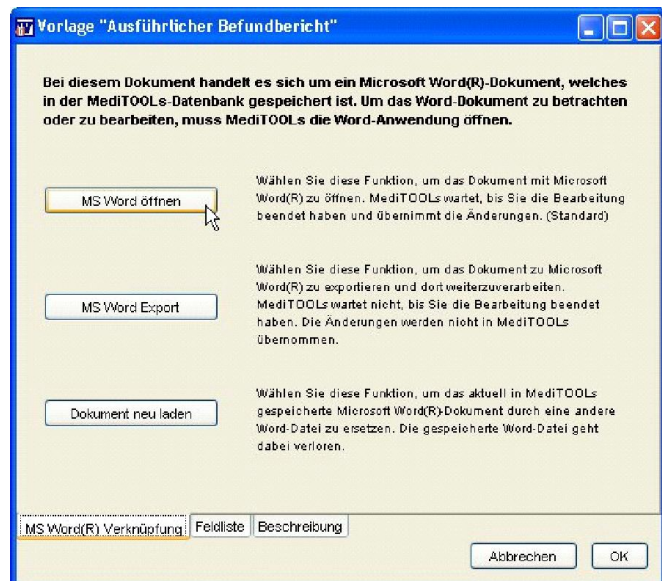 Vorlage "Ausführlicher Befundbericht"
Bei diesem Dokument handelt es sich um ein Microsoft Word(R)-Dokument, welches
in der MediTOOLs-Datenbank gespeichert ist. Um das Word-Dokument zu betrachten
oder zu bearbeiten, muss MediTOOLs die Word-Anwendung öffnen.
MS Word öffnen
Wählen Sie diese Funktion, um das Dokument mit Microsoft
Word(R) zu öffnen. MediTOOLs wartet, bis Sie die Bearbeitung
beendet haben und übernimmt die Änderungen. (Standard)
MS Word Export
Wählen Sie diese Funktion, um das Dokument zu Microsoft
Word(R) zu exportieren und dort weiterzuverarbeiten.
MediTOOLs wartet nicht, bis Sie die Bearbeitung beendet
haben. Die Änderungen werden nicht in MediTOOLs
übernommen.
Dokument neu laden
Wählen Sie diese Funktion, um das aktuell in MediTOOLs
gespeicherte Microsoft Word(R)-Dokument durch eine andere
Word-Datei zu ersetzen. Die gespeicherte Word-Datei geht
dabei verloren.
MS Word(R) Verknüpfung Feldliste Beschreibung
Abbrechen OK